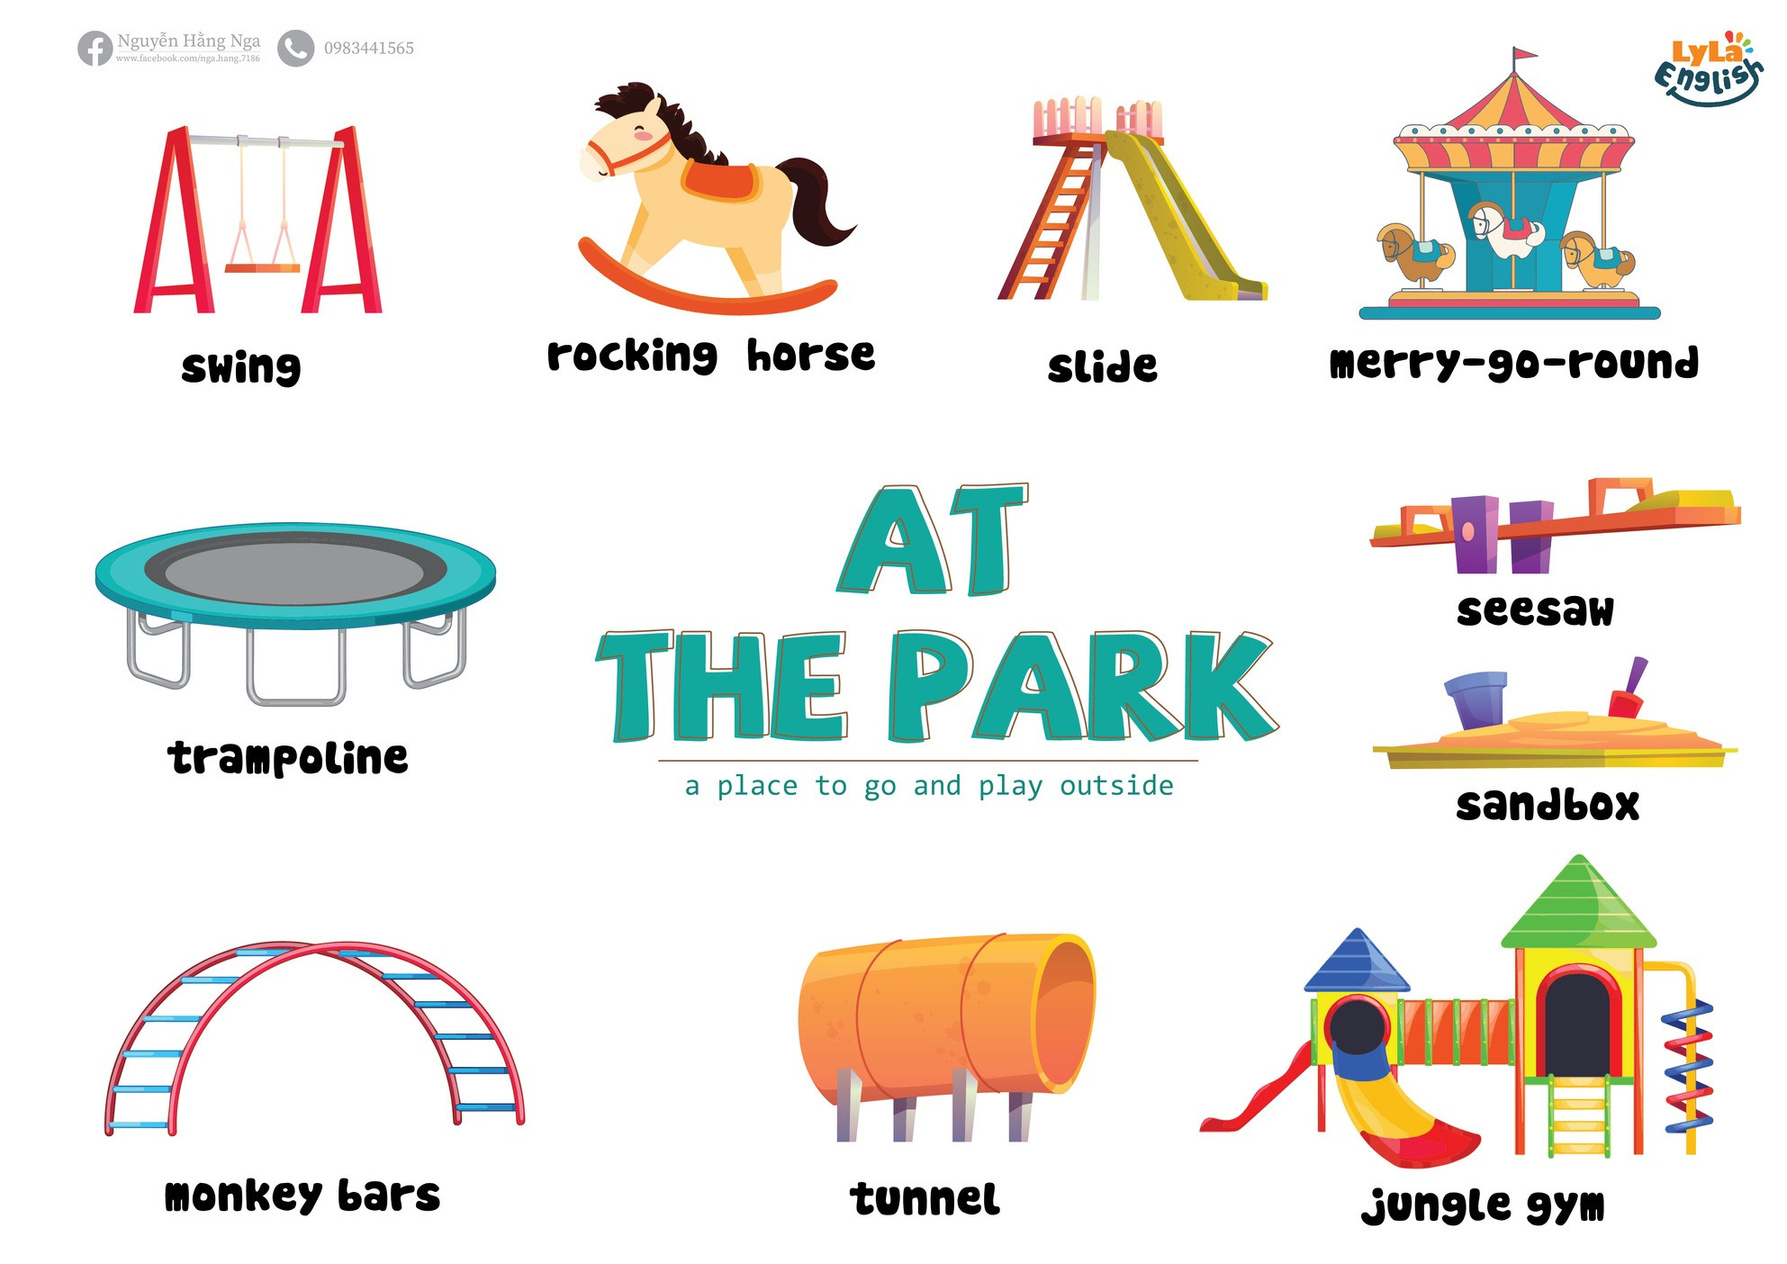 Nguyễn Hằng Nga
www.facebook.com/nga.hang.7186
0983441565
LyLa
English
swing
rocking horse
slide
merry-go-round
AT
THE PARK
a place to go and play outside
seesaw
trampoline
sandbox
monkey bars
tunnel
jungle gym